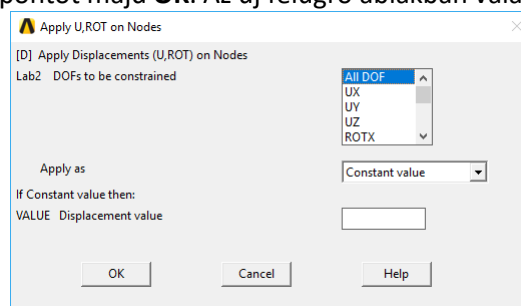 pontot majd OK. Az új felugró ablakban
Apply U,ROT on Nodes
[D] Apply Displacements (U,ROT) on Nodes
Lab2 DOFs to be constrained
All DOF
UX
UY
UZ
ROTX
Apply as
Constant value
If Constant value then:
VALUE Displacement value
OK Cancel Help